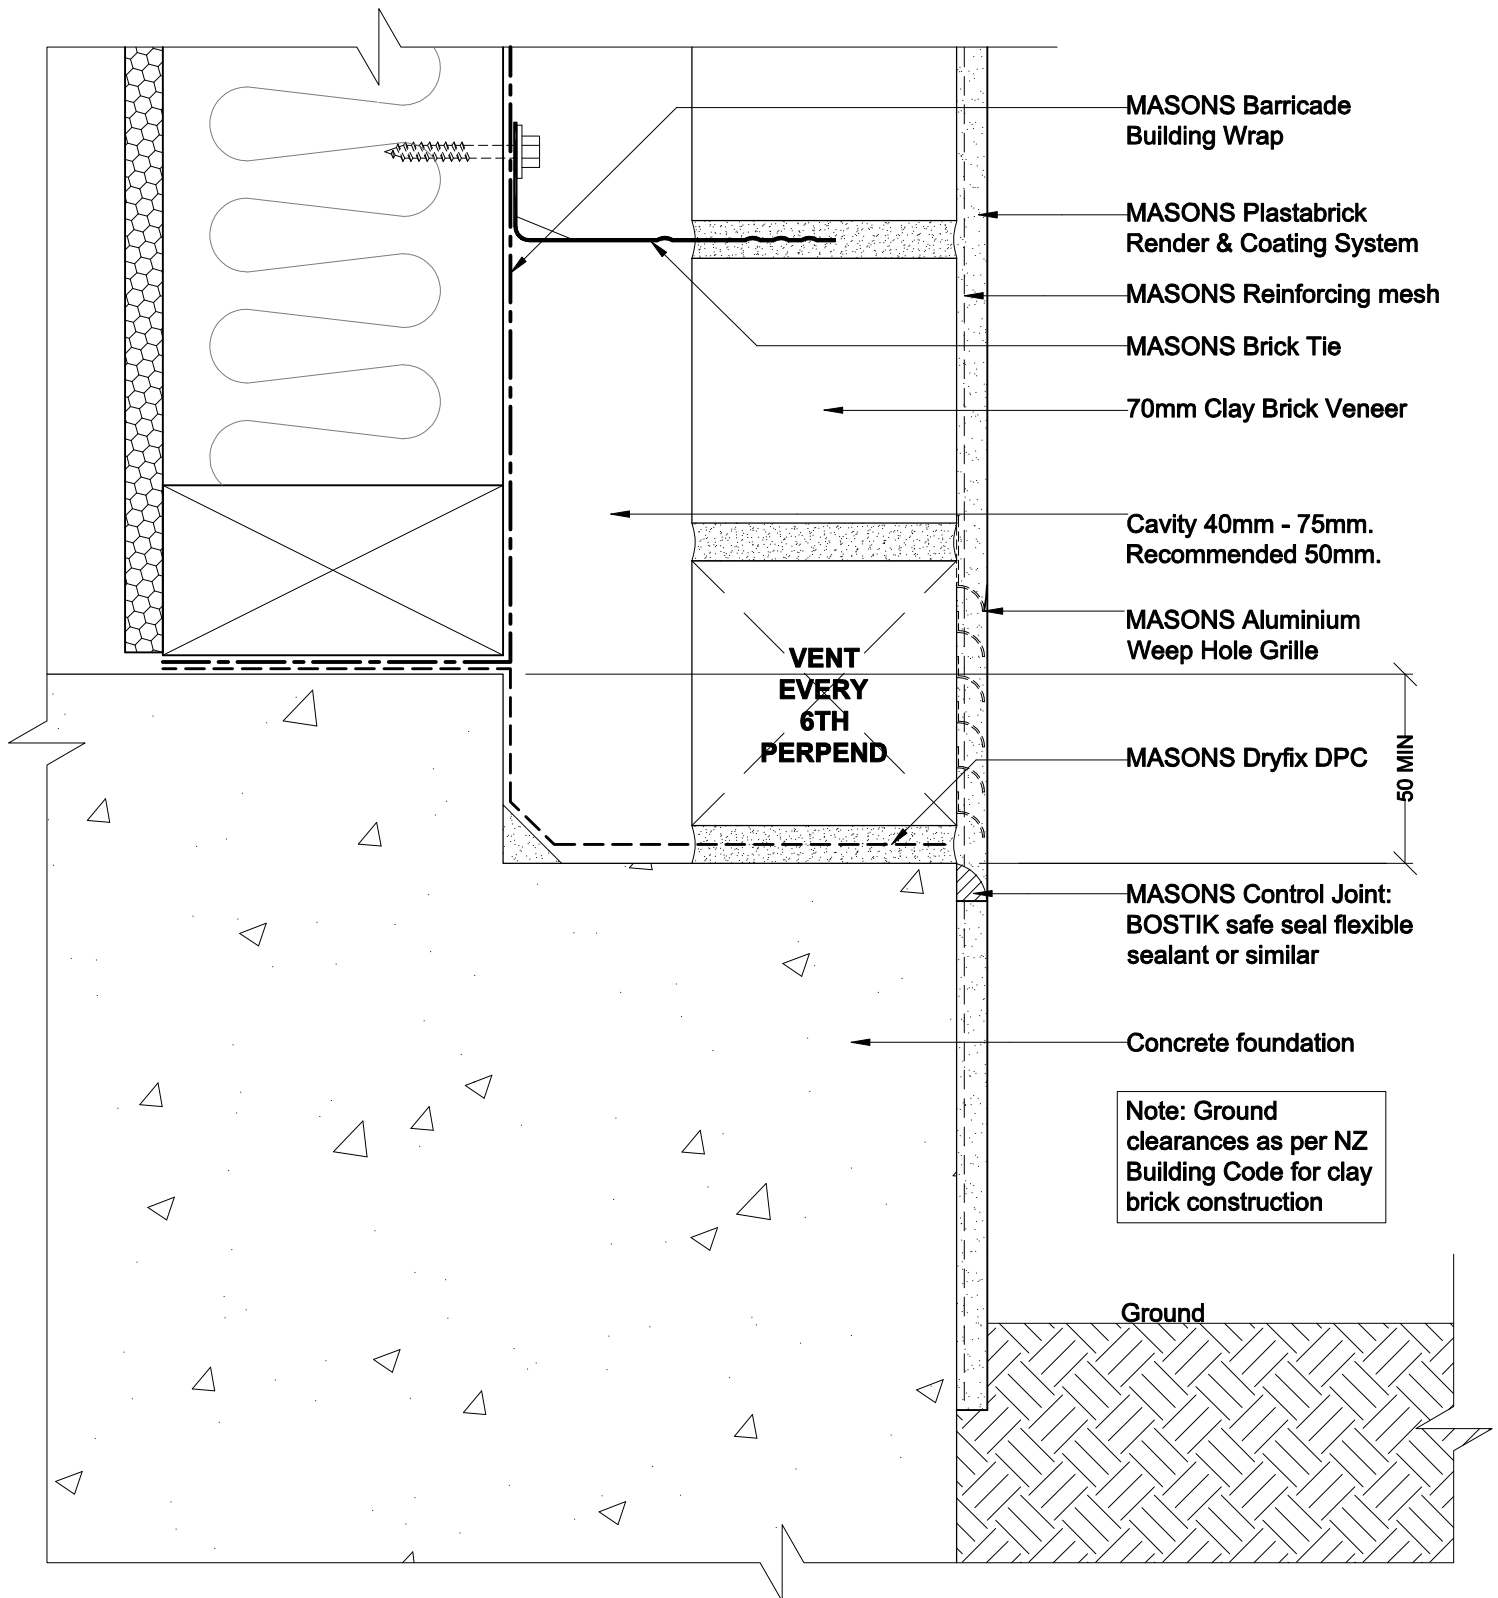 MASONS Barricade
Building Wrap
MASONS Plastabrick
Render & Coating System
MASONS Reinforcing mesh
MASONS Brick Tie
70mm Clay Brick Veneer
Cavity 40mm - 75mm.
Recommended 50mm.
MASONS Aluminium
Weep Hole Grille
VENT
EVERY
6TH
PERPEND
MASONS Dryfix DPC
50 MIN
MASONS Control Joint:
BOSTIK safe seal flexible
sealant or similar
Concrete foundation
Note: Ground
clearances as per NZ
Building Code for clay
brick construction
Ground